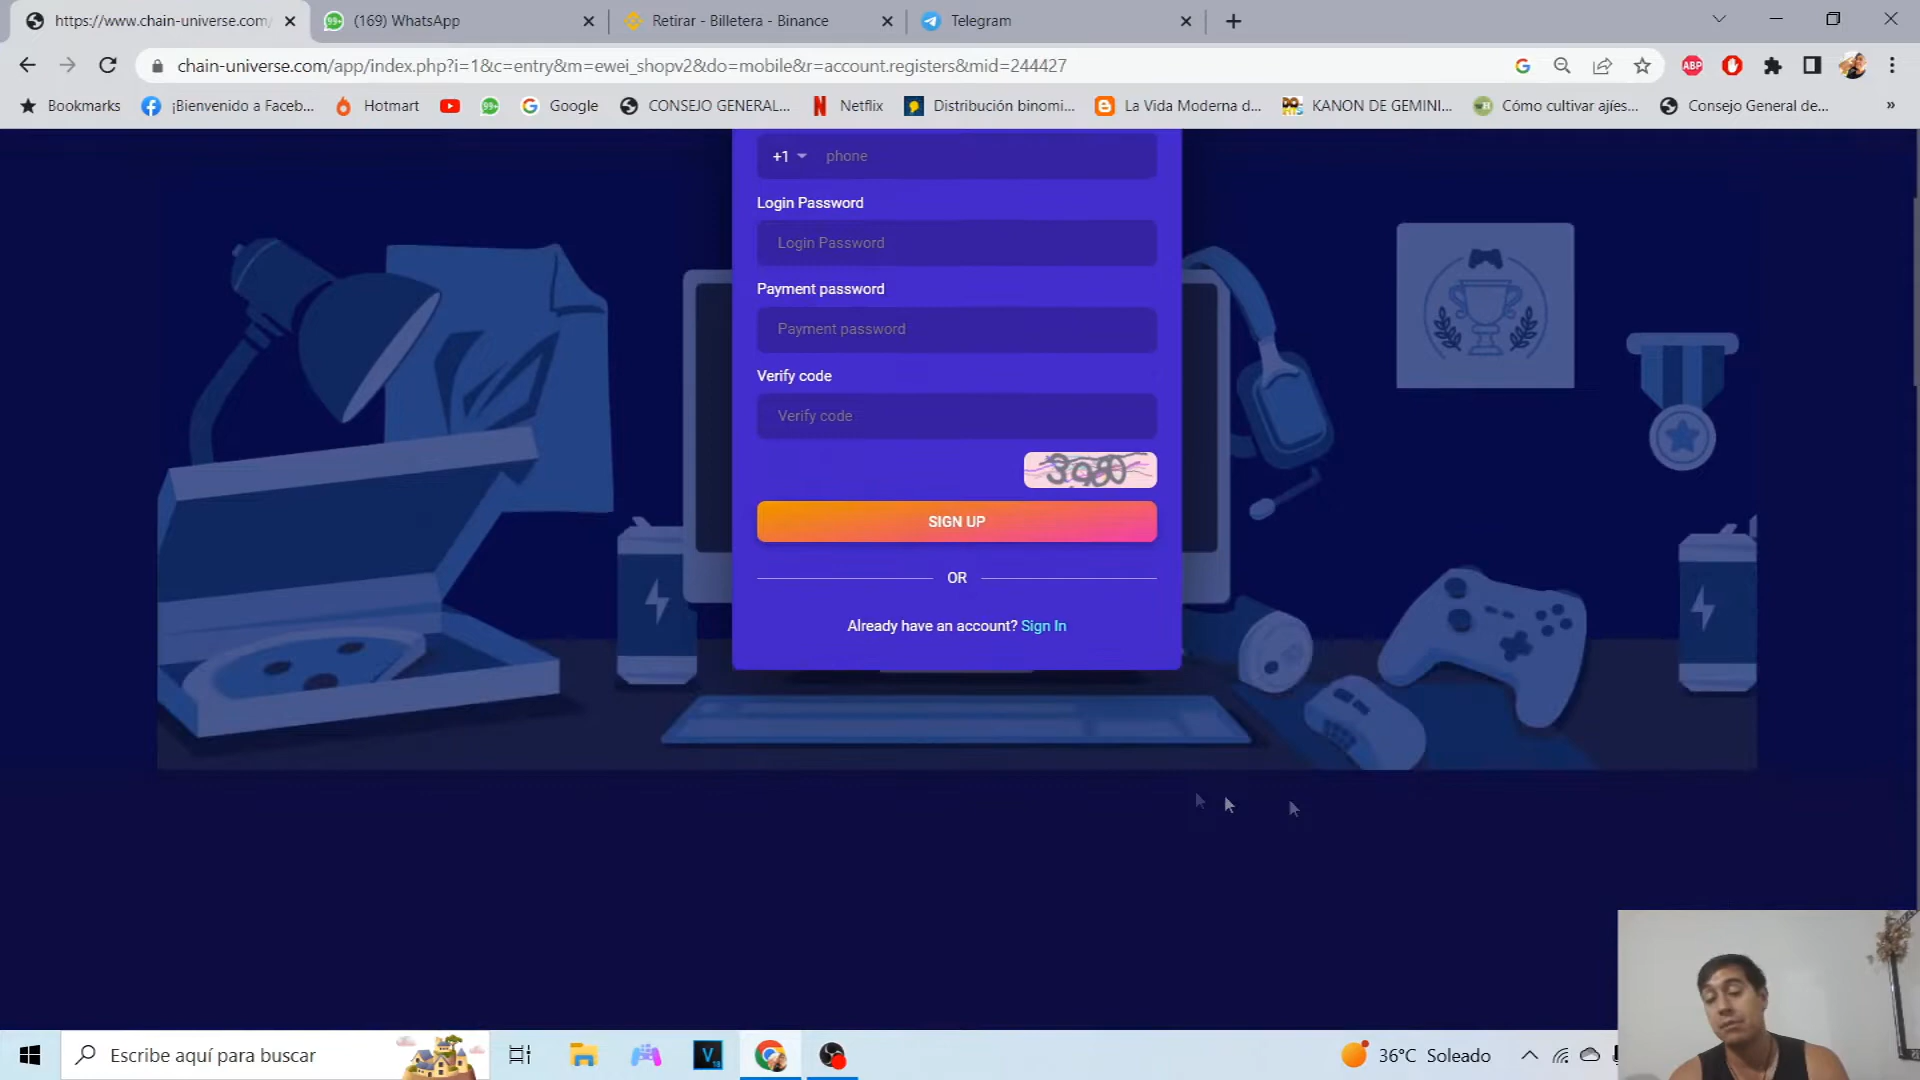 https://www.chain-universe.com/
(169) WhatsApp
Retirar - Billetera - Binance
Telegram
chain-universe.com/app/index.php?i=1&c=entry&m=ewei_shopv2&do=mobile&r=account.registers&mid=244427
ABP
Bookmarks
¡Bienvenido a Faceb...
Hotmart
99+
Google
CONSEJO GENERAL...
Netflix
Distribución binomi...
La Vida Moderna d...
KANON DE GEMINI...
Cómo cultivar ajíes...
Consejo General de...
»
+1 phone
Login Password
Login Password
Payment password
Payment password
Verify code
Verify code
SIGN UP
OR
Already have an account? Sign In
Escribe aquí para buscar
36°C Soleado